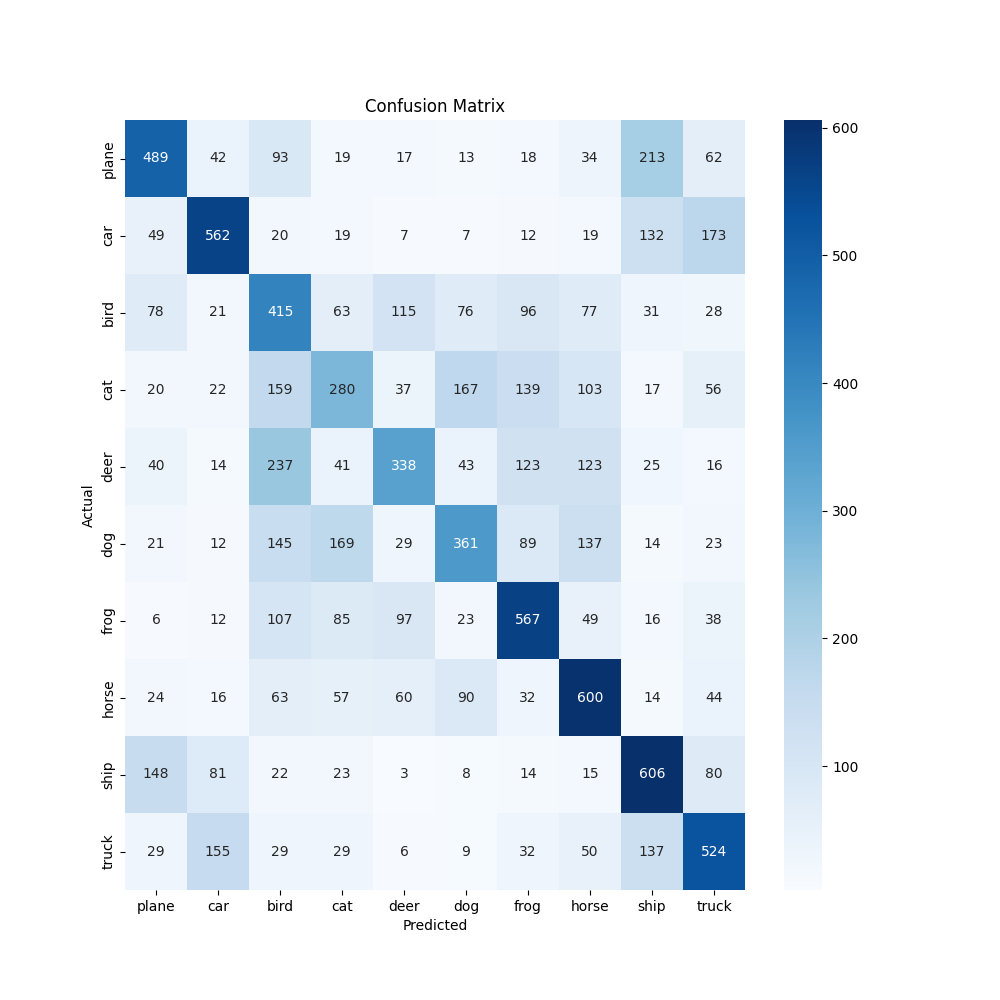 Confusion Matrix
plane 489 42 93 19 17 13 18 34 213 62
car 49 562 20 19 7 7 12 19 132 173
bird 78 21 415 63 115 76 96 77 31 28
cat 20 22 159 280 37 167 139 103 17 56
deer 40 14 237 41 338 43 123 123 25 16
Actual
dog 21 12 145 169 29 361 89 137 14 23
frog 6 12 107 85 97 23 567 49 16 38
horse 24 16 63 57 60 90 32 600 14 44
ship 148 81 22 23 3 8 14 15 606 80
truck 29 155 29 29 6 9 32 50 137 524
plane car bird cat deer dog frog horse ship truck
Predicted
600
500
400
300
200
100